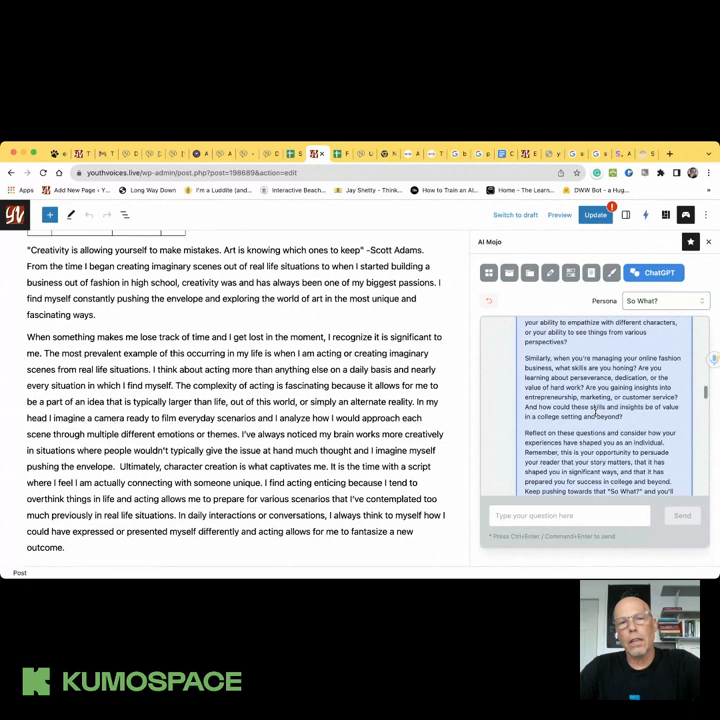 youthvoices.live/wp-admin/post.php?post=198689&action=edit
Apps
Add New Page ‹ Y...
Long Way Down
I'm a Luddite (and...
Interactive Beach...
Jay Shetty - Think...
How to Train an Al...
Home - The Learn...
DWW Bot - a Hug...
YV
Switch to draft
Preview
Update
!
AI Mojo
ChatGPT
Persona
So What?
"Creativity is allowing yourself to make mistakes. Art is knowing which ones to keep" -Scott Adams.
From the time I began creating imaginary scenes out of real life situations to when I started building a
business out of fashion in high school, creativity was and has always been one of my biggest passions. I
find myself constantly pushing the envelope and exploring the world of art in the most unique and
fascinating ways.
When something makes me lose track of time and I get lost in the moment, I recognize it is significant to
me. The most prevalent example of this occurring in my life is when I am acting or creating imaginary
scenes from real life situations. I think about acting more than anything else on a daily basis and nearly
every situation in which I find myself. The complexity of acting is fascinating because it allows for me to
be a part of an idea that is typically larger than life, out of this world, or simply an alternate reality. In my
head I imagine a camera ready to film everyday scenarios and I analyze how I would approach each
scene through multiple different emotions or themes. I've always noticed my brain works more creatively
in situations where people wouldn't typically give the issue at hand much thought and I imagine myself
pushing the envelope. Ultimately, character creation is what captivates me. It is the time with a script
where I feel I am actually connecting with someone unique. I find acting enticing because I tend to
overthink things in life and acting allows me to prepare for various scenarios that I've contemplated too
much previously in real life situations. In daily interactions or conversations, I always think to myself how I
could have expressed or presented myself differently and acting allows for me to fantasize a new
outcome.
your ability to empathize with different characters,
or your ability to see things from various
perspectives?
Similarly, when you're managing your online fashion
business, what skills are you honing? Are you
learning about perseverance, dedication, or the
value of hard work? Are you gaining insights into
entrepreneurship, marketing, or customer service?
And how could these skills and insights be of value
in a college setting and beyond?
Reflect on these questions and consider how your
experiences have shaped you as an individual.
Remember, this is your opportunity to persuade
your reader that your story matters, that it has
shaped you in significant ways, and that it has
prepared you for success in college and beyond.
Keep pushing towards that "So What?" and you'll
Type your question here
Send
* Press Ctrl+Enter / Command+Enter to send
Post
KUMOSPACE